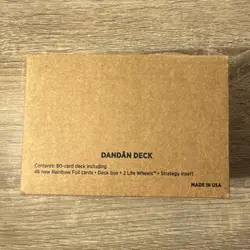 DANDÂN DECK
Contents: 80-card deck including
46 new Rainbow Foil cards • Deck box • 2 Life Wheels™ • Strategy insert
MADE IN USA